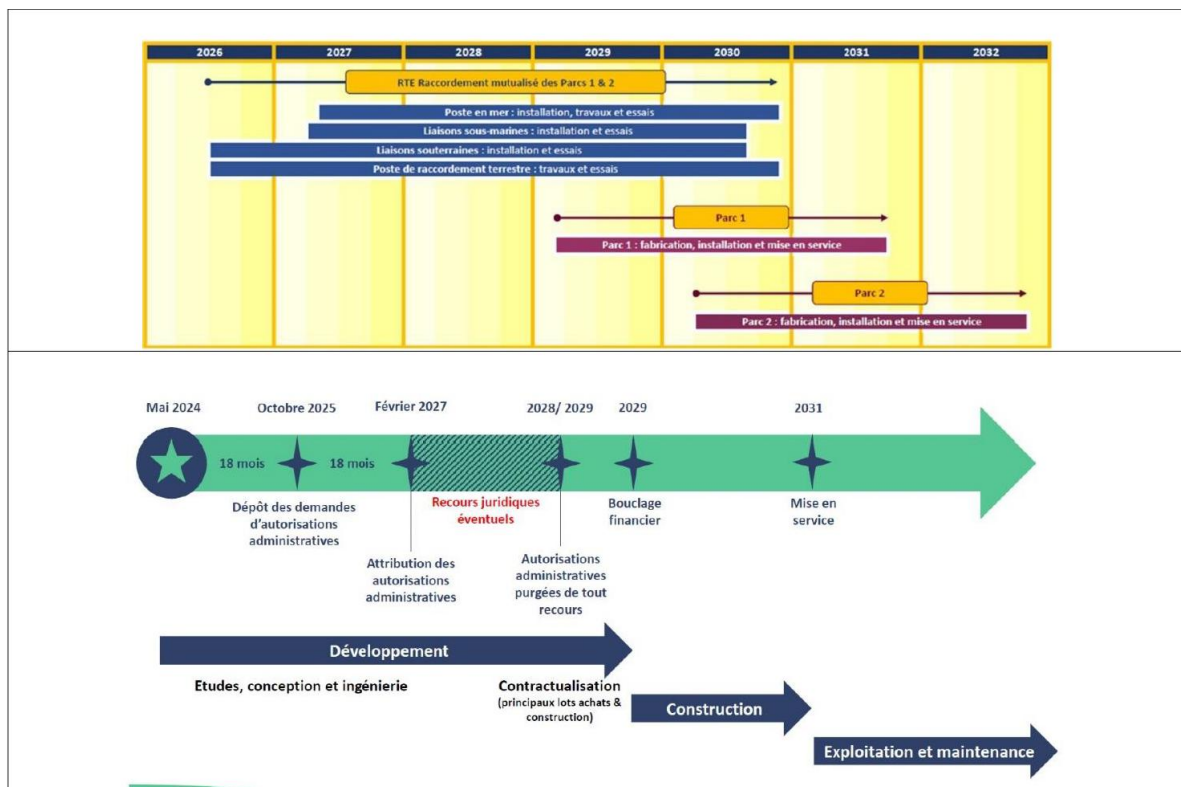 2026 2027 2028 2029 2030 2031 2032
RTE Raccordement mutualisé des Parcs 1 & 2
Poste en mer : installation, travaux et essais
Liaisons sous-marines : installation et essais
Liaisons souterraines : installation et essais
Poste de raccordement terrestre : travaux et essais
Parc 1
Parc 1 : fabrication, installation et mise en service
Parc 2
Parc 2 : fabrication, installation et mise en service
Mai 2024
Octobre 2025
Février 2027
2028/ 2029
2029
2031
18 mois
18 mois
Dépôt des demandes
d'autorisations
administratives
Recours juridiques
éventuels
Bouclage
financier
Mise en
service
Attribution des
autorisations
administratives
Autorisations
administratives
purgées de tout
recours
Développement
Etudes, conception et ingénierie
Contractualisation
(principaux lots achats &
construction)
Construction
Exploitation et maintenance